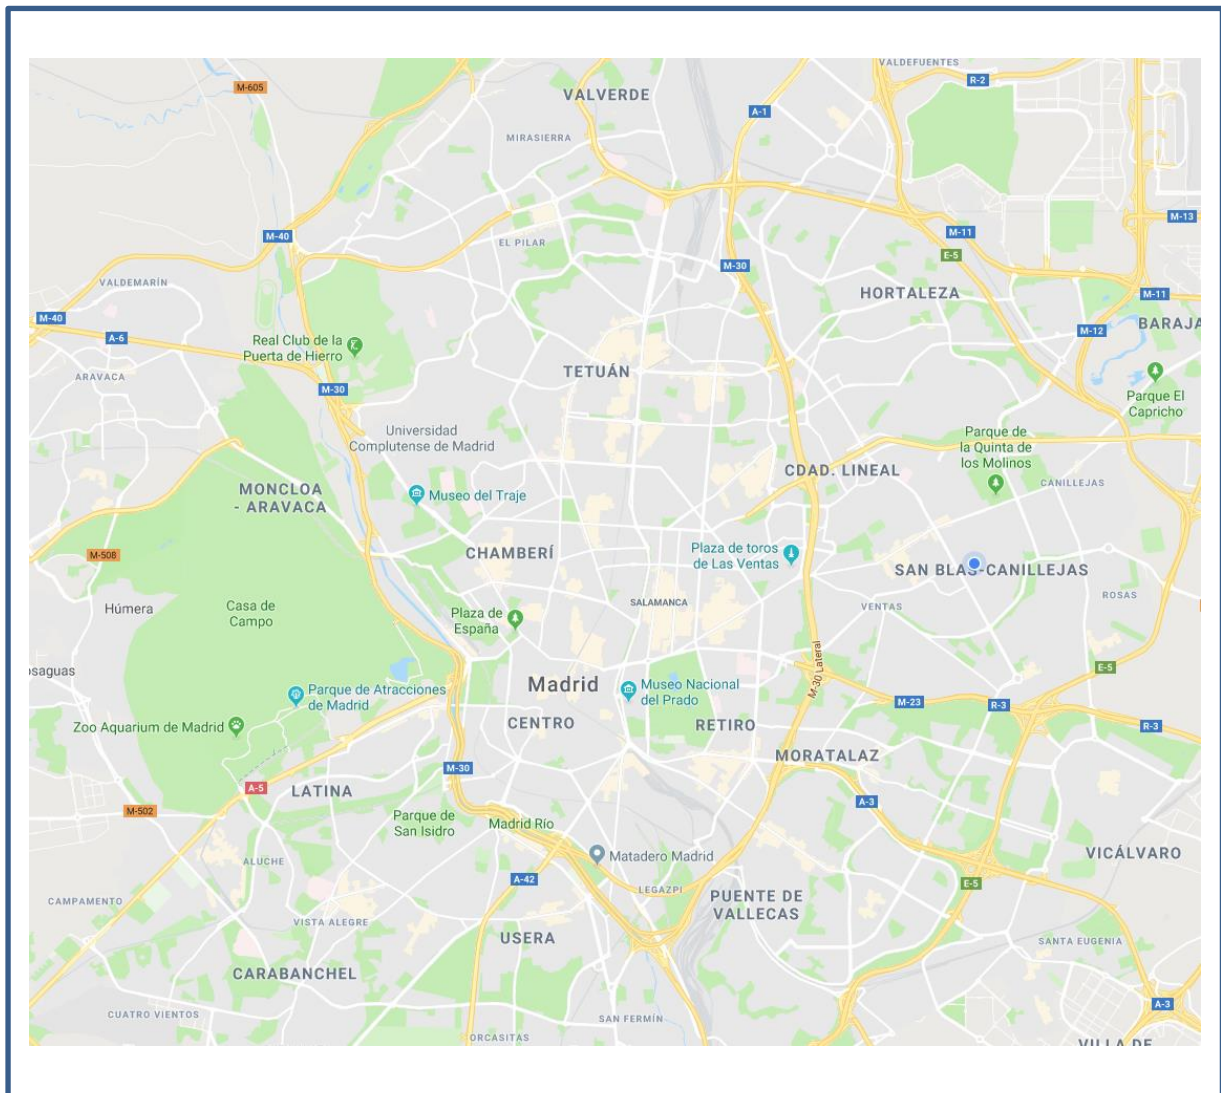 VALDEFUENTES
R-2
M-605
VALVERDE
A-1
MIRASIERRA
M-13
M-40
EL PILAR
M-11
E-5
M-30
VALDEMARÍN
HORTALEZA
M-11
M-40
BARAJA
A-6
M-12
Real Club de la
Puerta de Hierro
TETUÁN
ARAVACA
M-30
Parque El
Capricho
Universidad
Complutense de Madrid
Parque de
la Quinta de
los Molinos
CDAD. LINEAL
CANILLEJAS
MONCLOA
- ARAVACA
Museo del Traje
M-508
CHAMBERÍ
Plaza de toros
de Las Ventas
SAN BLAS-CANILLEJAS
ROSAS
Húmera
Casa de
Campo
SALAMANCA
VENTAS
Plaza de
España
M-30 Lateral
E-5
osaguas
Parque de Atracciones
de Madrid
Madrid
Museo Nacional
del Prado
M-23
R-3
R-3
Zoo Aquarium de Madrid
CENTRO
RETIRO
MORATALAZ
M-30
A-5
LATINA
M-502
A-3
Parque de
San Isidro
Madrid Río
Matadero Madrid
VICÁLVARO
ALUCHE
A-42
LEGAZPI
E-5
PUENTE DE
VALLECAS
CAMPAMENTO
VISTA ALEGRE
USERA
SANTA EUGENIA
CARABANCHEL
A-3
CUATRO VIENTOS
SAN FERMÍN
ORCASITAS
VILLA DE